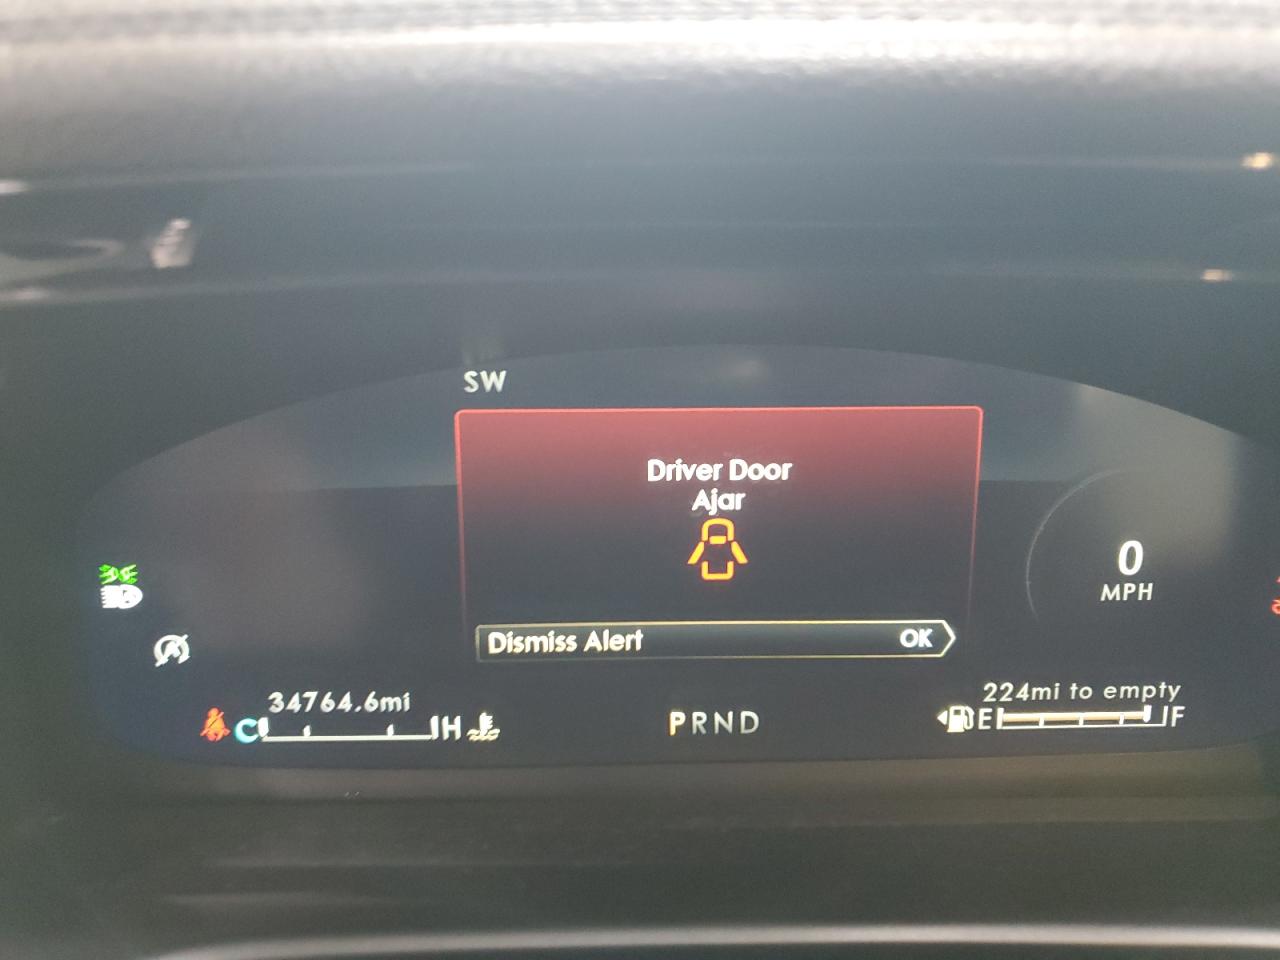 SW
Driver Door
Ajar
0
MPH
Dismiss Alert OK
34764.6mi
224mi to empty
C H
PRND
E F